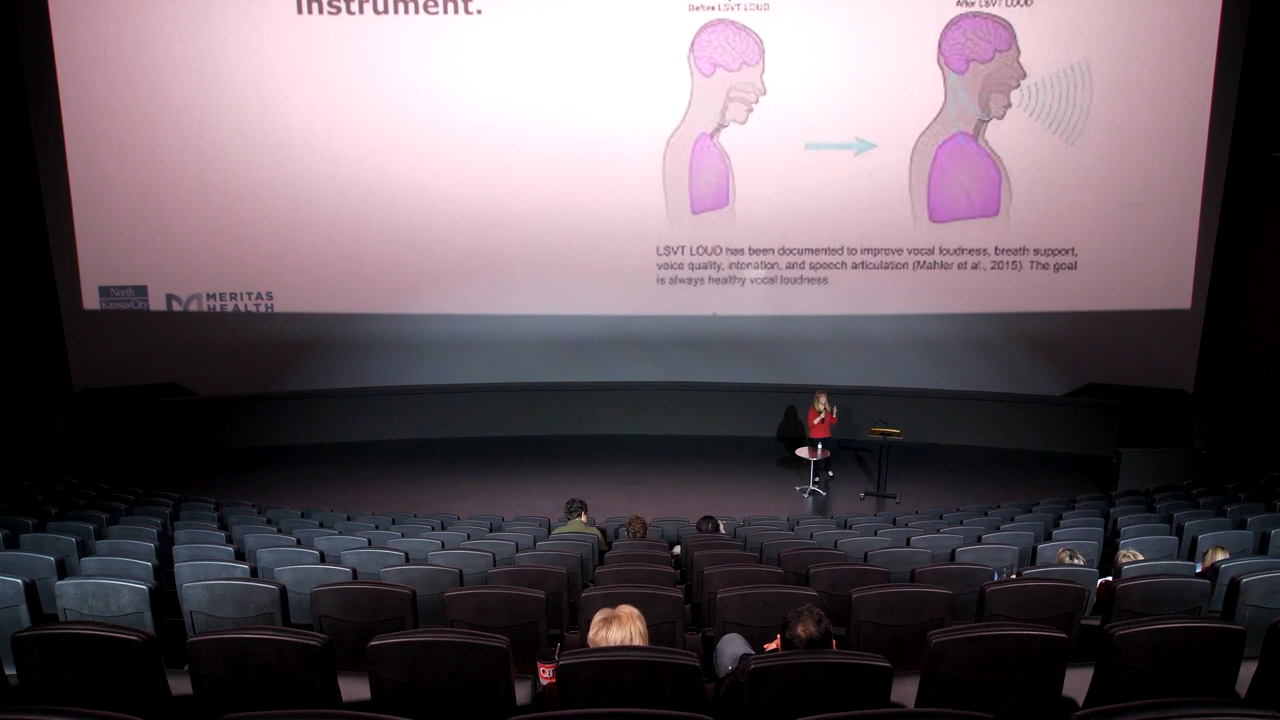 instrument.
Before LSVT LOUD
After LSVT LOUD
LSVT LOUD has been documented to improve vocal loudness, breath support,
voice quality, intonation, and speech articulation (Mahler et al., 2015). The goal
is always healthy vocal loudness.
North
KansasCity
MERITAS
HEALTH
QT